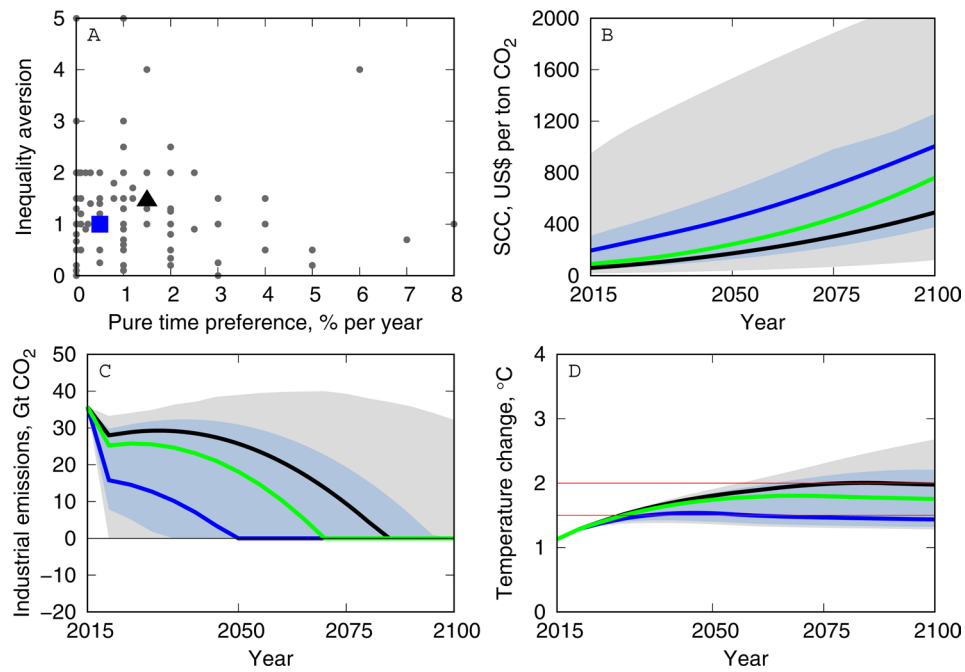 A
5
4
3
2
1
0
Inequality aversion
0 1 2 3 4 5 6 7 8
Pure time preference, % per year
B
2000
1600
1200
800
400
0
SCC, US$ per ton CO₂
2015 2050 2075 2100
Year
C
50
40
30
20
10
0
−10
−20
Industrial emissions, Gt CO₂
2015 2050 2075 2100
Year
D
4
3
2
1
0
Temperature change, °C
2015 2050 2075 2100
Year